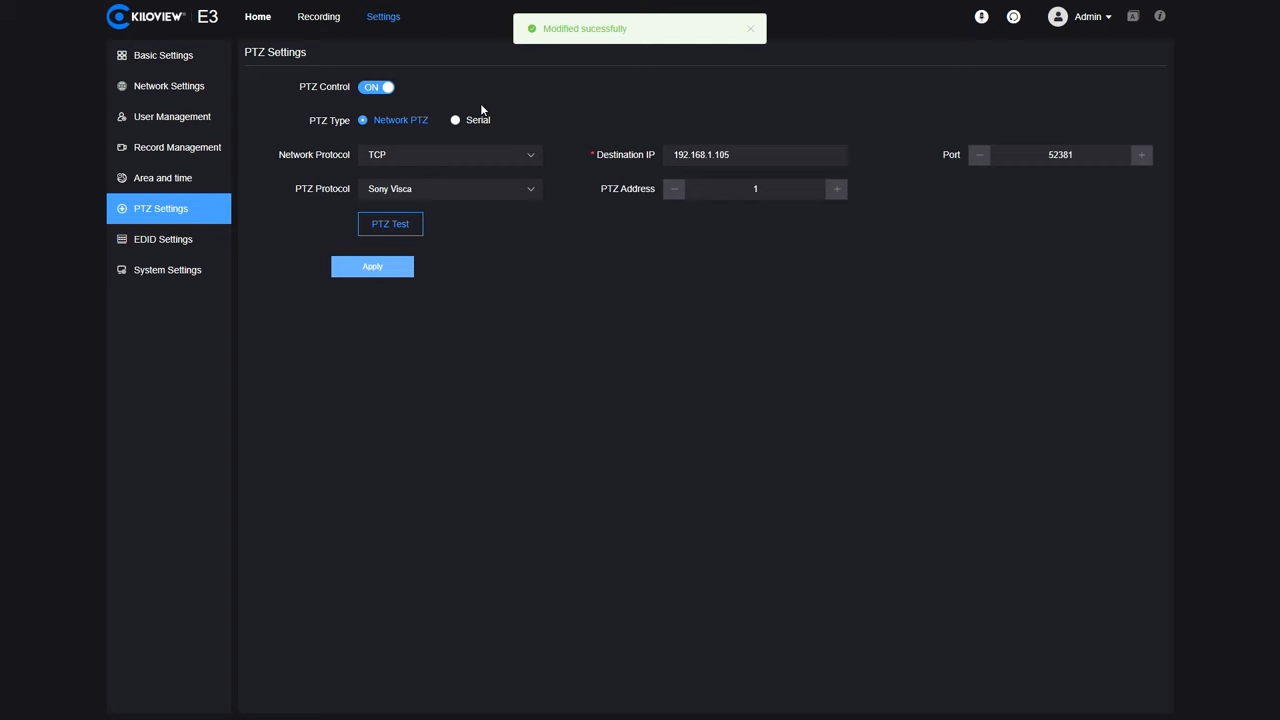 KILOVIEW E3 Home Recording Settings Admin A i
Modified sucessfully
Basic Settings
Network Settings
User Management
Record Management
Area and time
PTZ Settings
EDID Settings
System Settings
PTZ Settings
PTZ Control ON
PTZ Type Network PTZ Serial
Network Protocol TCP * Destination IP 192.168.1.105 Port − 52381 +
PTZ Protocol Sony Visca PTZ Address − 1 +
PTZ Test
Apply